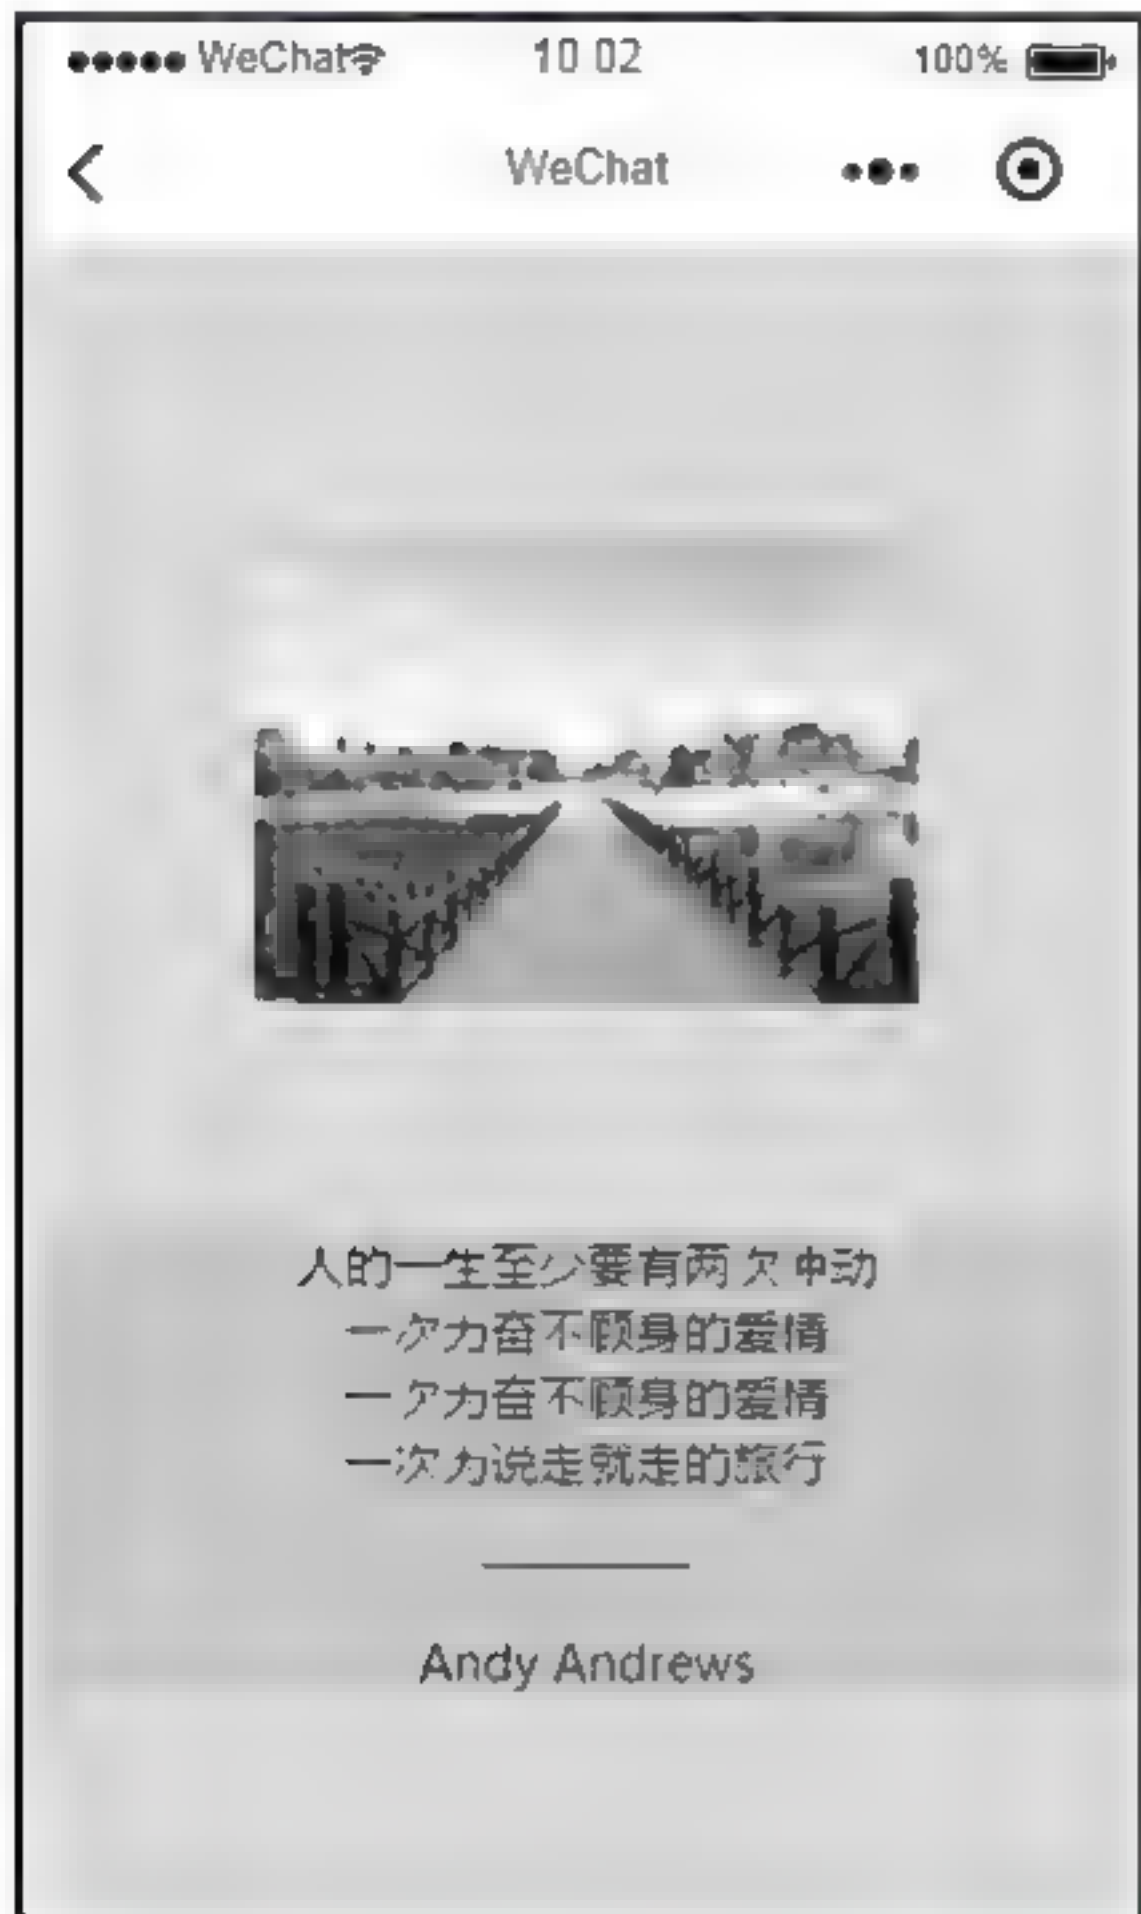 WeChat 10 02 100%
WeChat
人的一生至少要有两次冲动
一次为奋不顾身的爱情
一次为奋不顾身的爱情
一次为说走就走的旅行
Andy Andrews